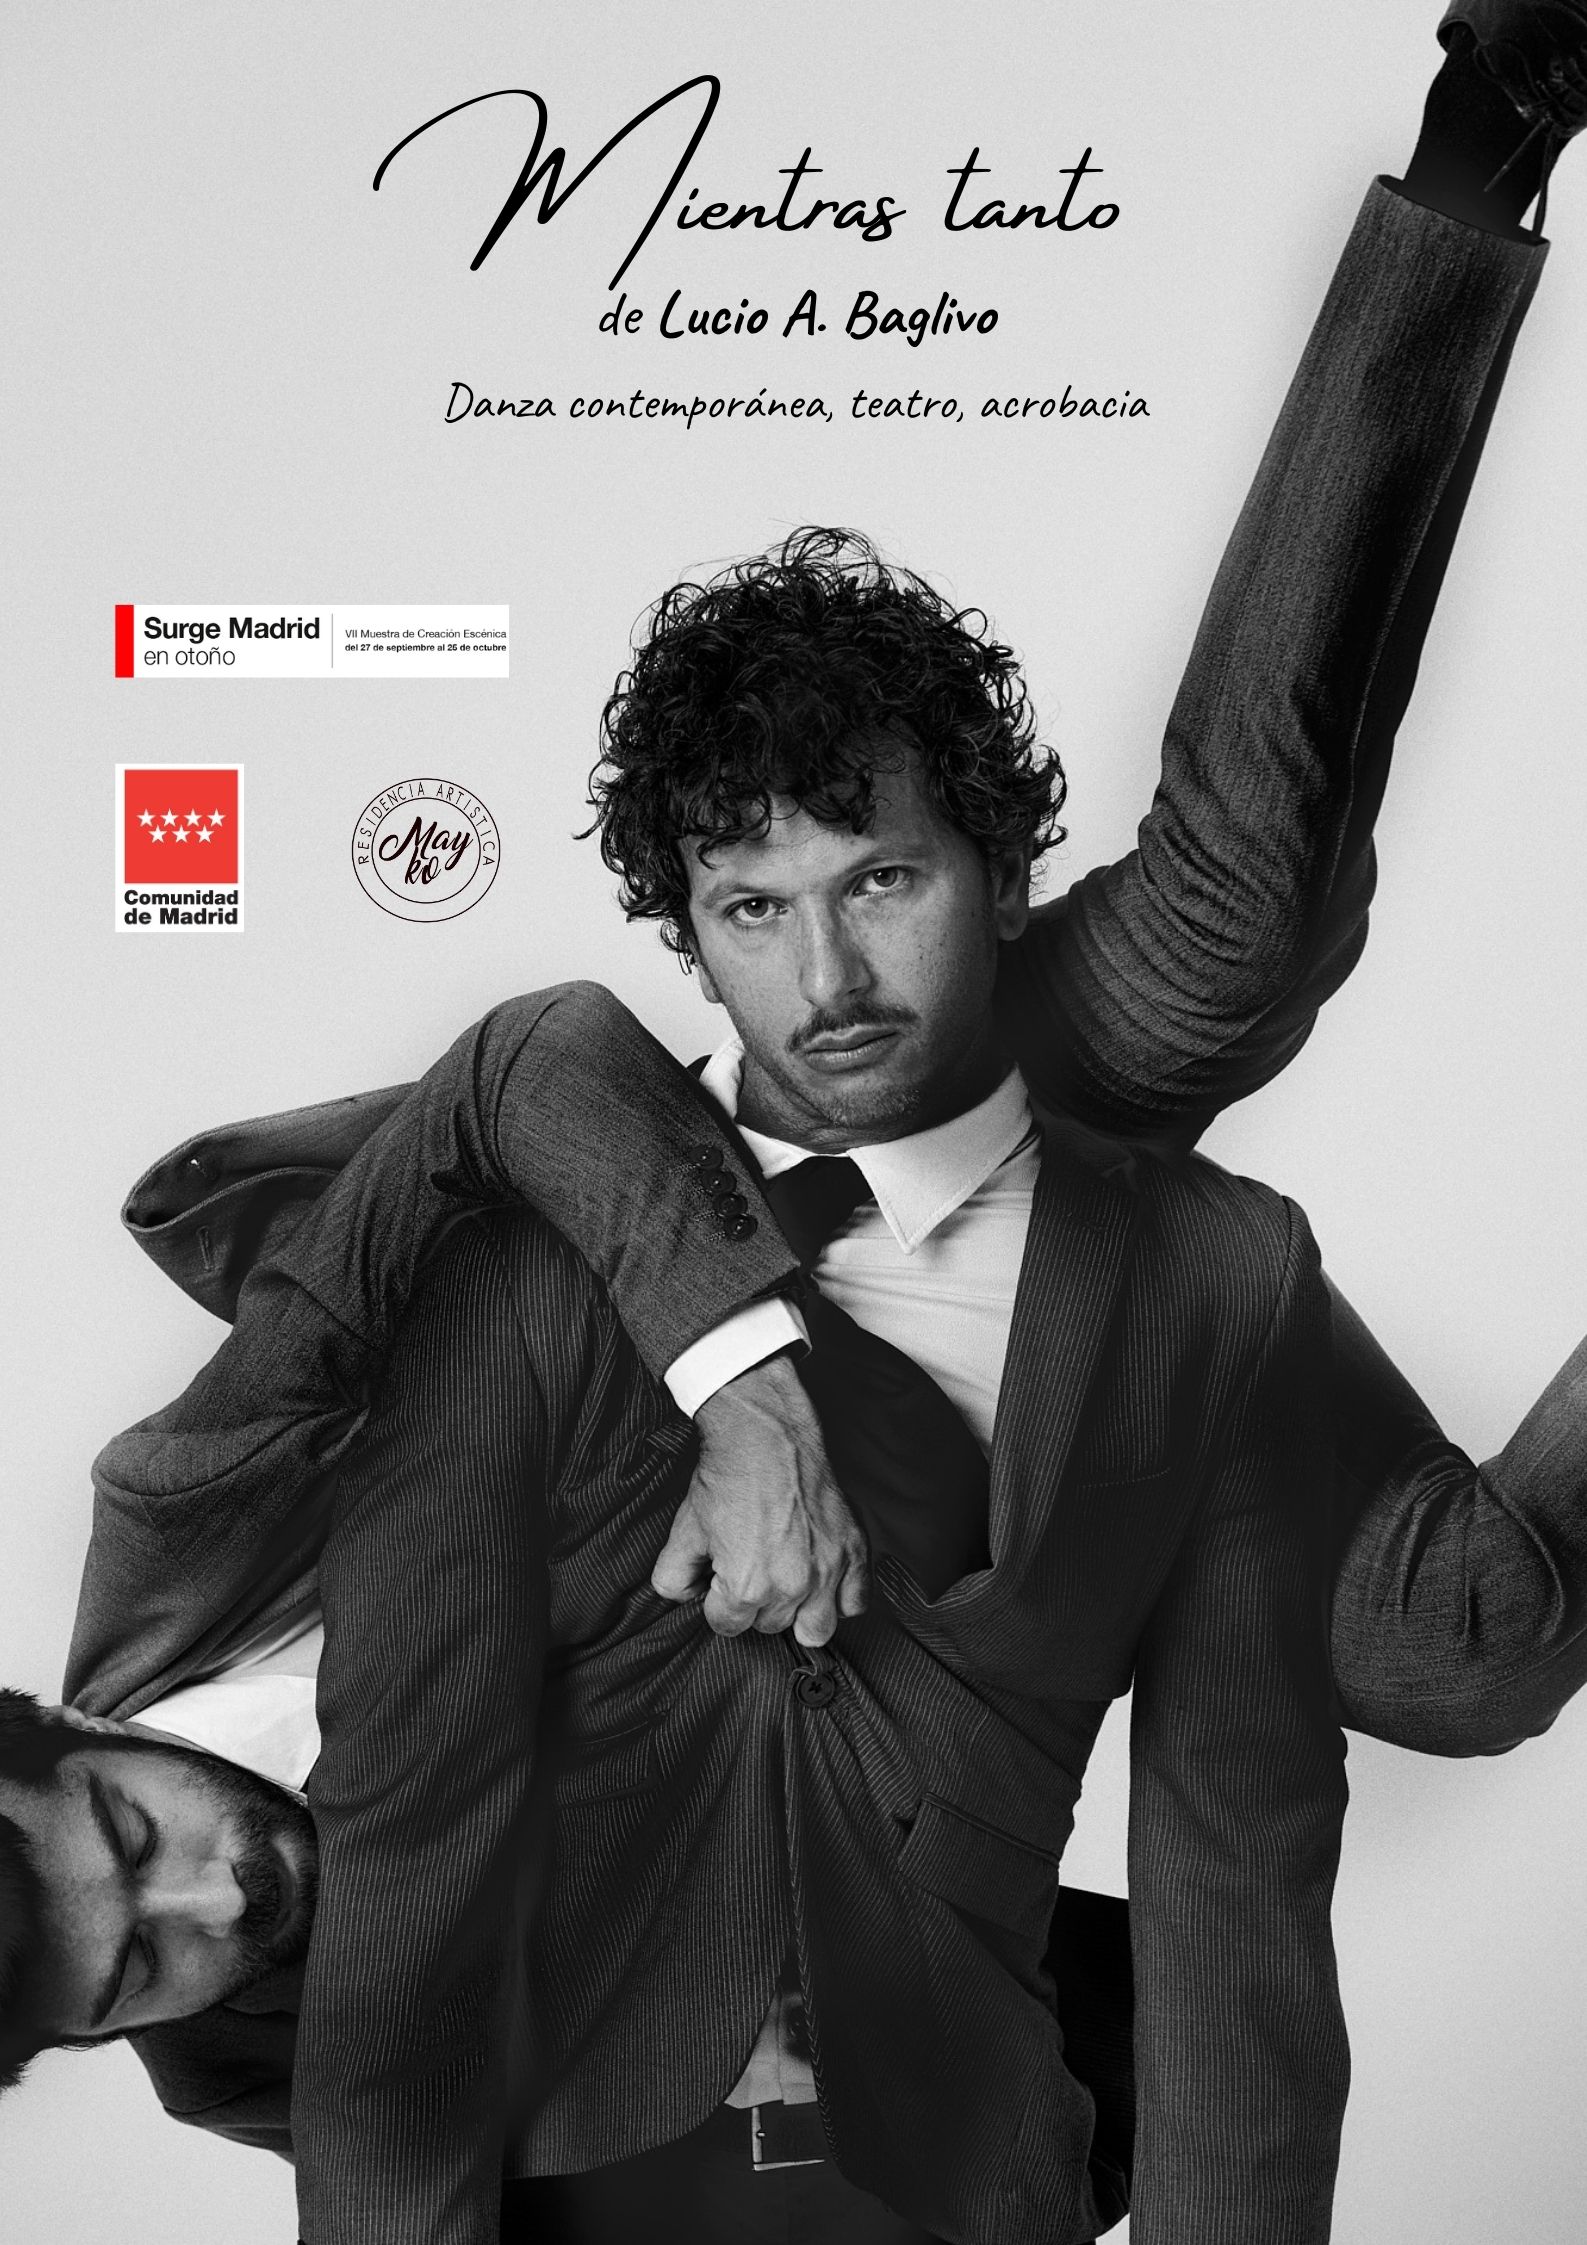 Mientras tanto
de Lucio A. Baglivo
Danza contemporánea, teatro, acrobacia
Surge Madrid
en otoño
VII Muestra de Creación Escénica
del 27 de septiembre al 25 de octubre
Comunidad
de Madrid
RESIDENCIA ARTISTICA
May
ko